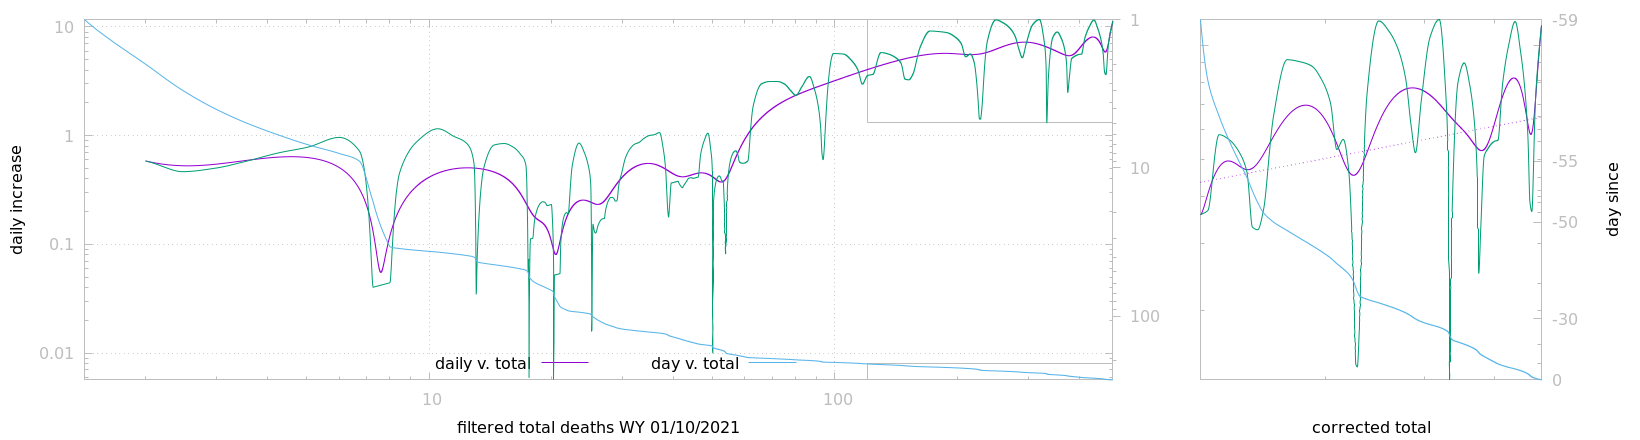 10
1
0.1
0.01
daily increase
1
10
100
-59
-55
-50
-30
0
day since
daily v. total
day v. total
10
100
filtered total deaths WY 01/10/2021
corrected total